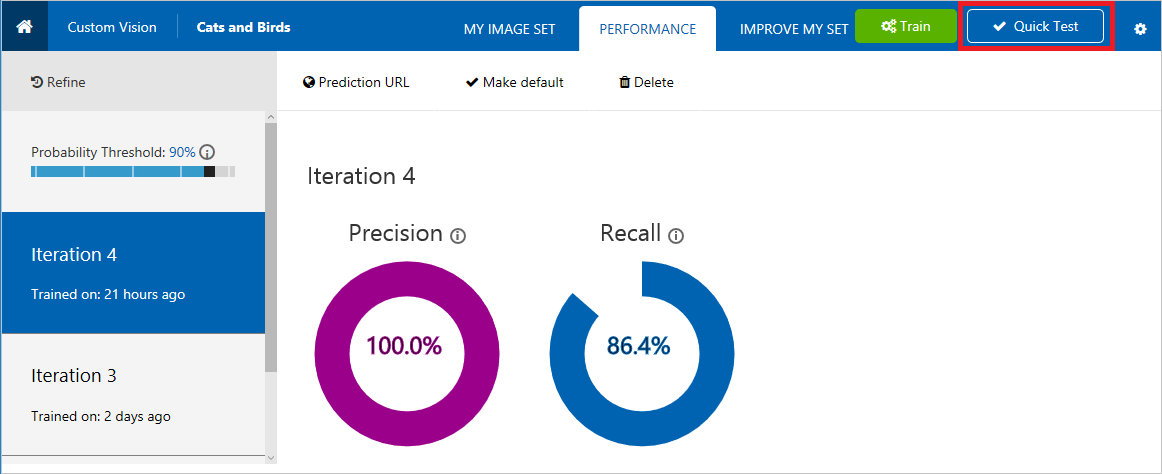 Custom Vision Cats and Birds MY IMAGE SET PERFORMANCE IMPROVE MY SET Train Quick Test
Refine Prediction URL Make default Delete
Probability Threshold: 90%
Iteration 4
Precision Recall
100.0% 86.4%
Iteration 4
Trained on: 21 hours ago
Iteration 3
Trained on: 2 days ago